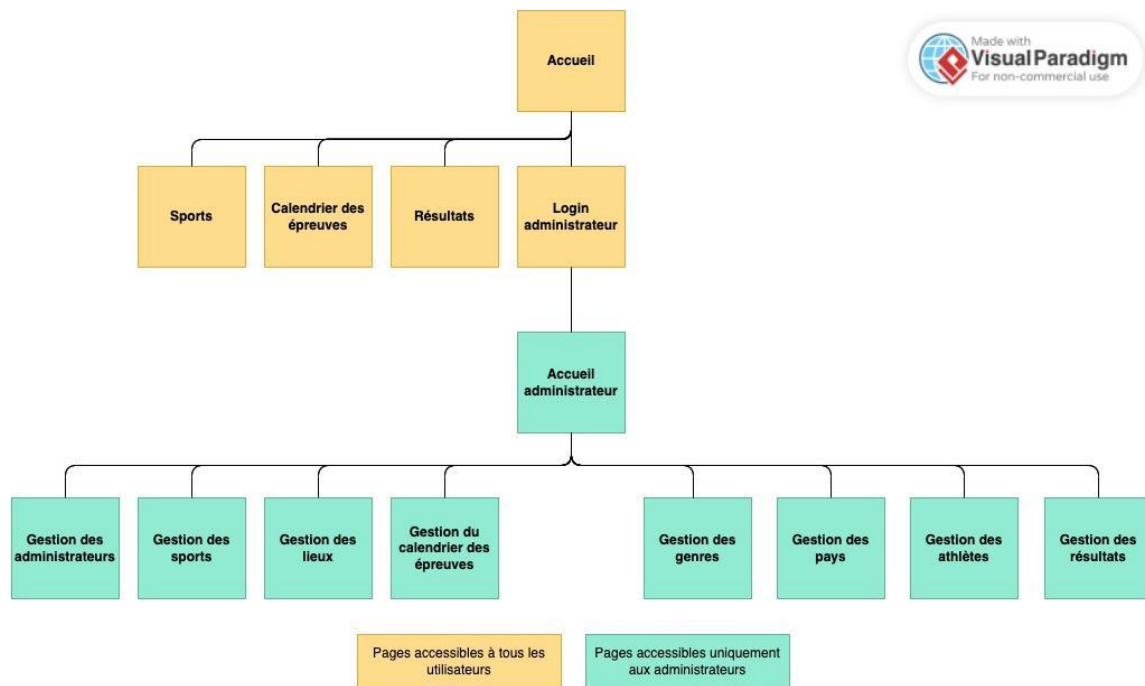 Accueil
Made with
Visual Paradigm
For non-commercial use
Sports
Calendrier des
épreuves
Résultats
Login
administrateur
Accueil
administrateur
Gestion des
administrateurs
Gestion des
sports
Gestion des
lieux
Gestion du
calendrier des
épreuves
Gestion des
genres
Gestion des
pays
Gestion des
athlètes
Gestion des
résultats
Pages accessibles à tous les
utilisateurs
Pages accessibles uniquement
aux administrateurs